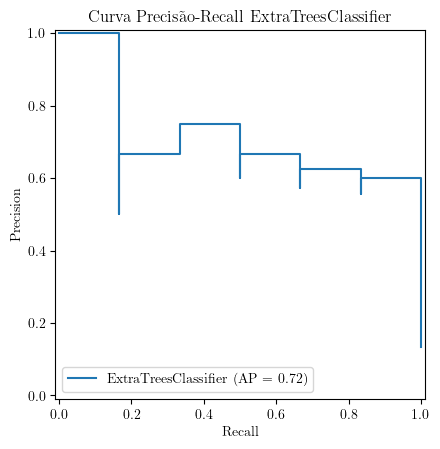 Curva Precisão-Recall ExtraTreesClassifier
1.0
0.8
0.6
0.4
0.2
0.0
Precision
ExtraTreesClassifier (AP = 0.72)
0.0 0.2 0.4 0.6 0.8 1.0
Recall